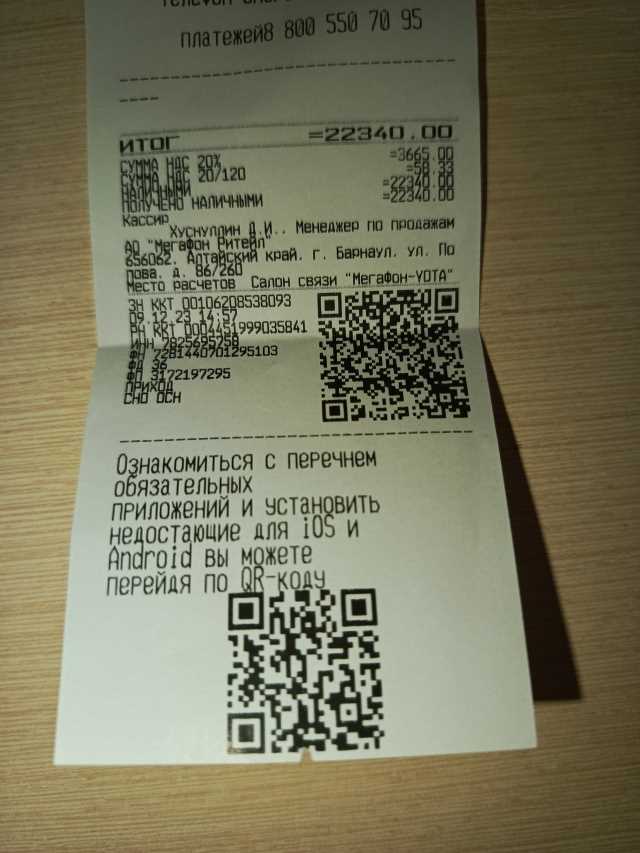 платежей8 800 550 70 95
--------------------------------
----
ИТОГ =22340.00
СУММА НДС 20% =3665.00
СУММА НДС 20/120 =58.33
НАЛИЧНЫМИ =22340.00
ПОЛУЧЕНО НАЛИЧНЫМИ =22340.00
Кассир
Хуснуллин Д.И., Менеджер по продажам
АО "МегаФон Ритейл"
656062, Алтайский край, г. Барнаул, ул. По
пова, д. 86/260
Место расчетов Салон связи "МегаФон-YOTA"
ЗН ККТ 00106208538093
09.12.23 14:57
РН ККТ 0004451999035841
ИНН 7825695758
ФН 7281440701295103
ФД 36
ФП 3172197295
ПРИХОД
СНО ОСН
--------------------------------
Ознакомиться с перечнем
обязательных
приложений и установить
недостающие для iOS и
Android вы можете
перейдя по QR-коду